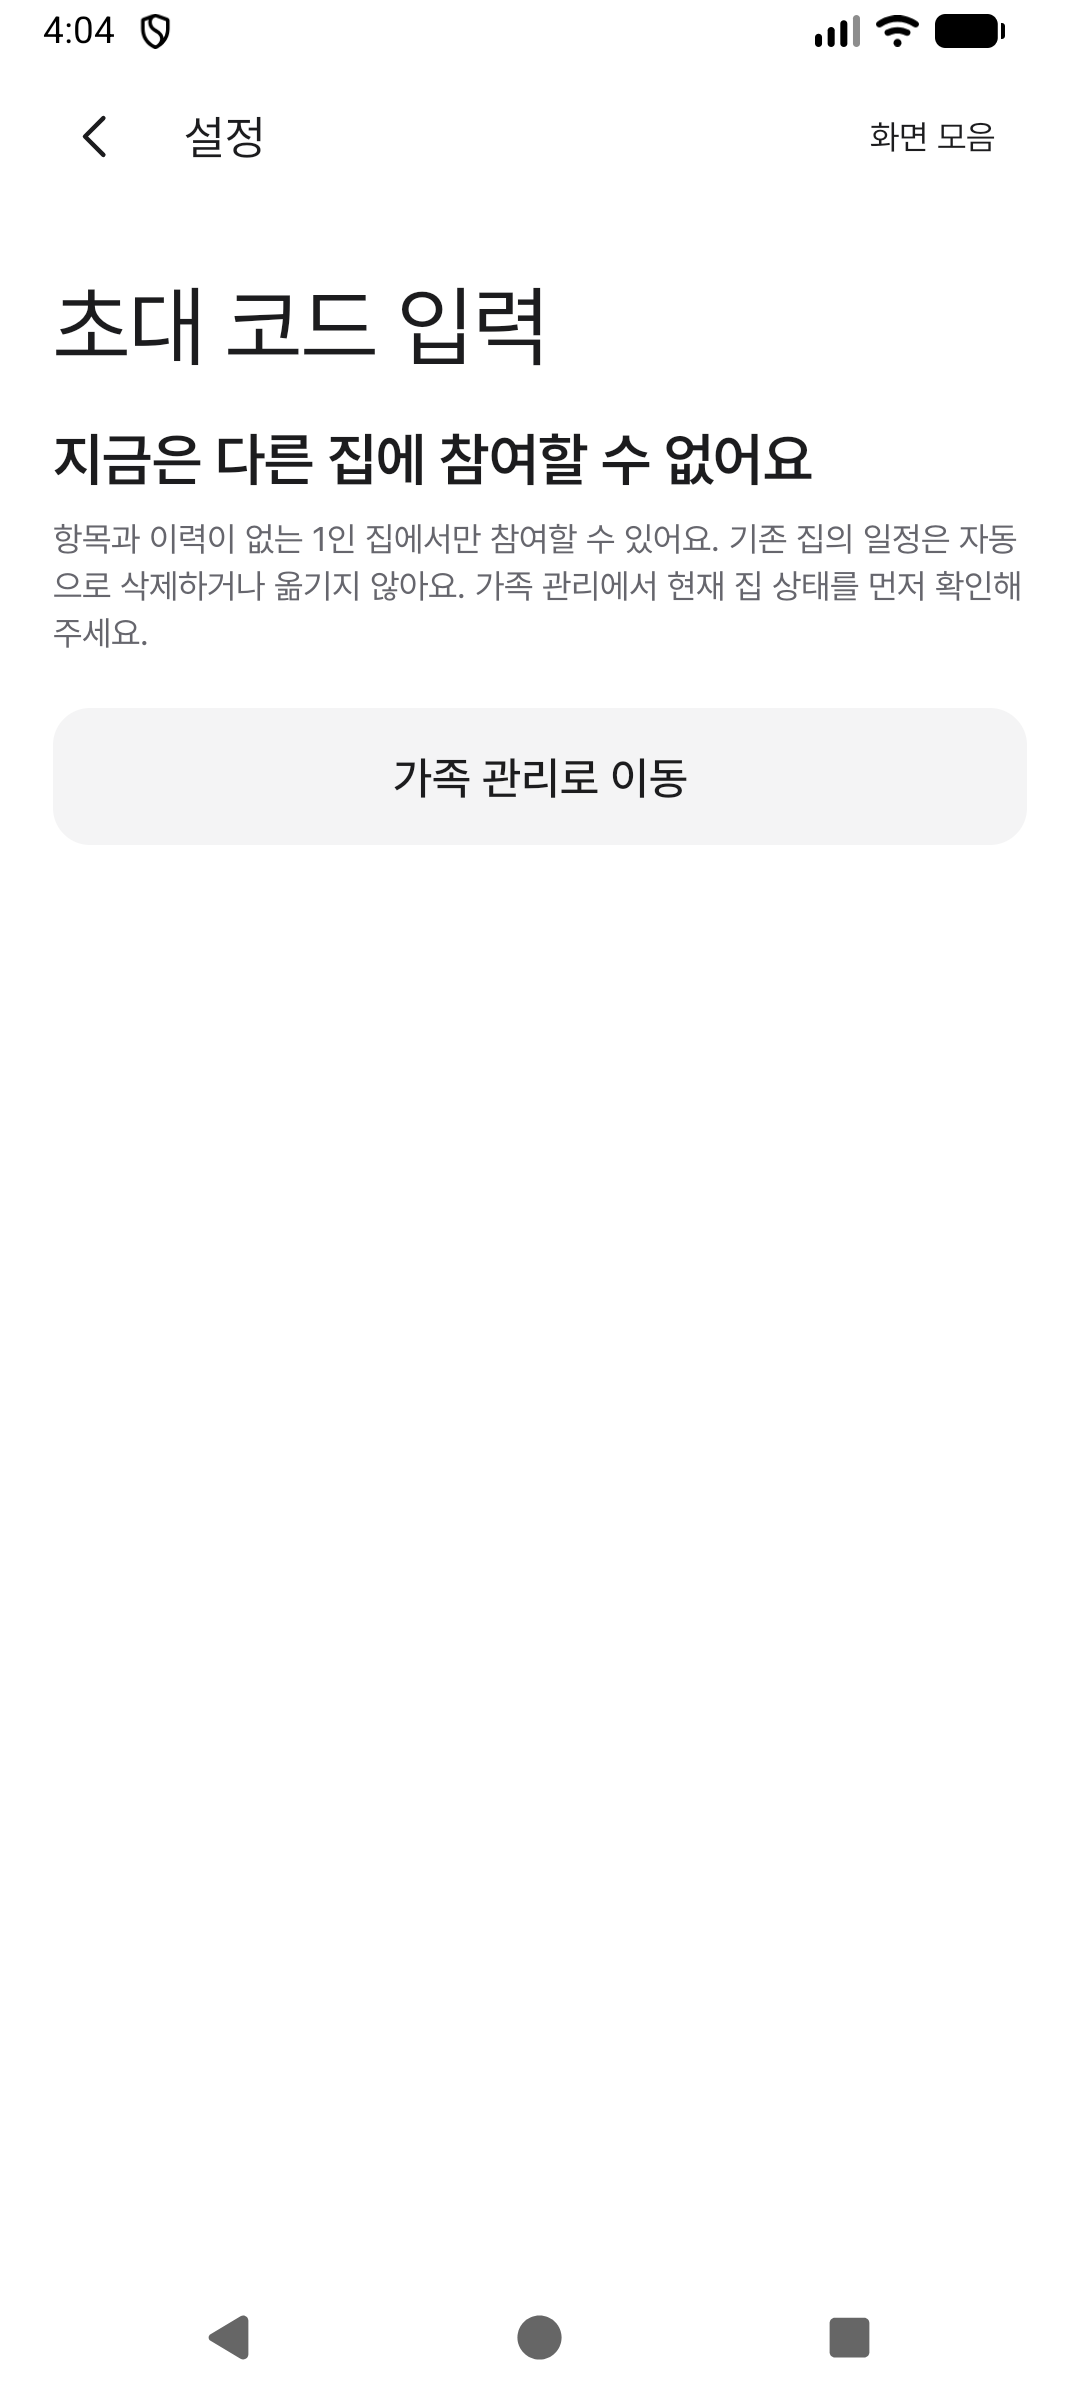 4:04
설정
화면 모음
초대 코드 입력
지금은 다른 집에 참여할 수 없어요
항목과 이력이 없는 1인 집에서만 참여할 수 있어요. 기존 집의 일정은 자동
으로 삭제하거나 옮기지 않아요. 가족 관리에서 현재 집 상태를 먼저 확인해
주세요.
가족 관리로 이동